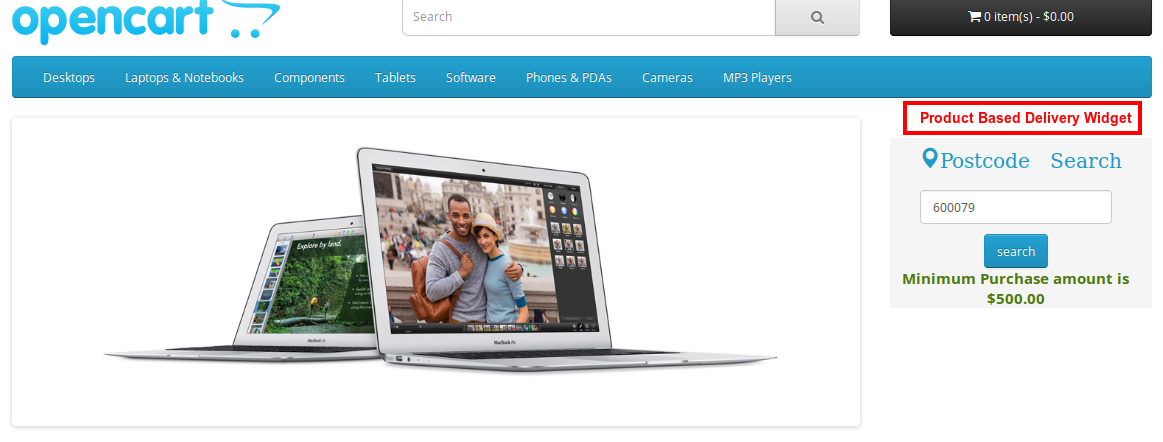 opencart
Search
0 item(s) - $0.00
Desktops Laptops & Notebooks Components Tablets Software Phones & PDAs Cameras MP3 Players
Product Based Delivery Widget
Postcode Search
600079
search
Minimum Purchase amount is
$500.00
Explore by land.
MacBook Air
MacBook Air